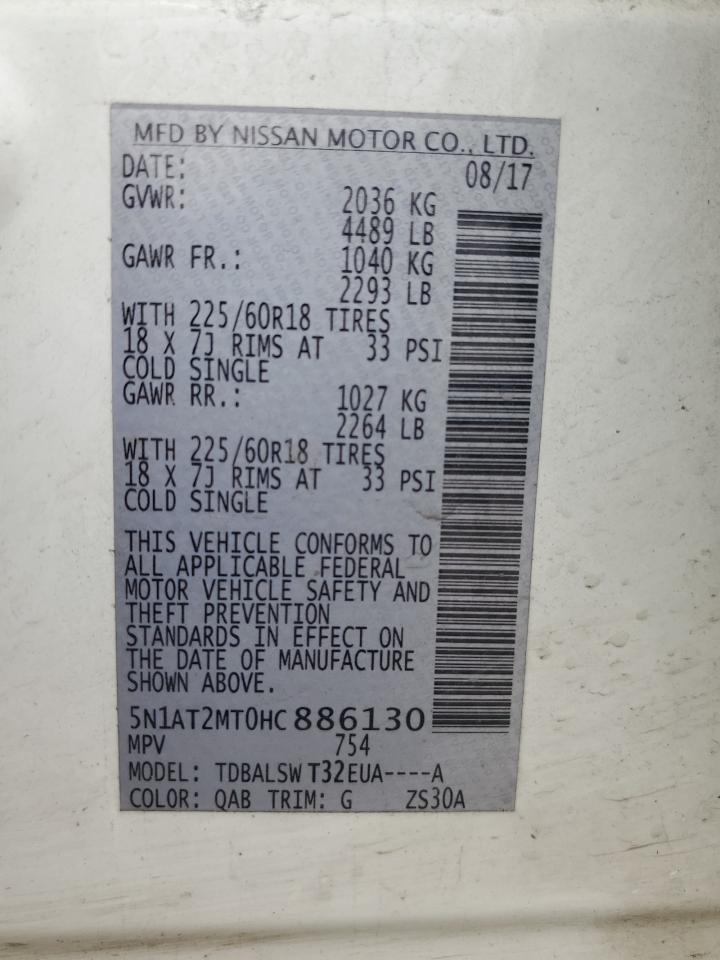 MFD BY NISSAN MOTOR CO., LTD.
DATE: 08/17
GVWR: 2036 KG
4489 LB
GAWR FR.: 1040 KG
2293 LB
WITH 225/60R18 TIRES
18 X 7J RIMS AT 33 PSI
COLD SINGLE
GAWR RR.: 1027 KG
2264 LB
WITH 225/60R18 TIRES
18 X 7J RIMS AT 33 PSI
COLD SINGLE
THIS VEHICLE CONFORMS TO
ALL APPLICABLE FEDERAL
MOTOR VEHICLE SAFETY AND
THEFT PREVENTION
STANDARDS IN EFFECT ON
THE DATE OF MANUFACTURE
SHOWN ABOVE.
5N1AT2MT0HC886130
MPV 754
MODEL: TDBALSWT32EUA----A
COLOR: QAB TRIM: G ZS30A